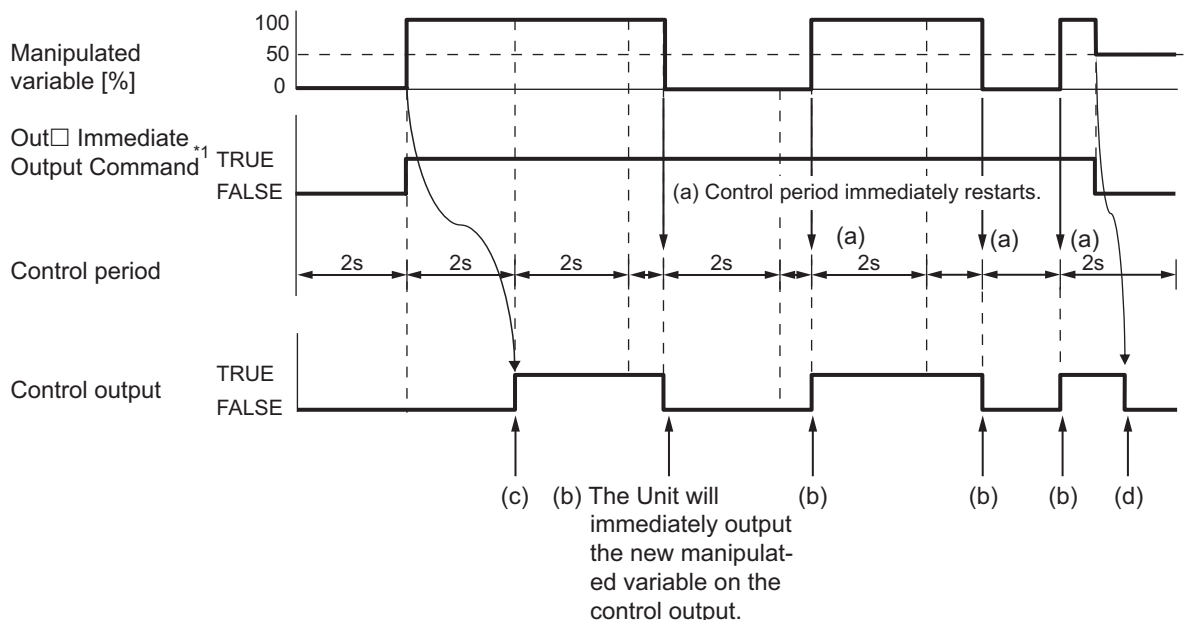 100
Manipulated
variable [%]
50
0
Out□ Immediate
Output Command*1
TRUE
FALSE
(a) Control period immediately restarts.
(a)
(a)
(a)
Control period
2s
2s
2s
2s
2s
2s
Control output
TRUE
FALSE
(c)
(b) The Unit will
immediately output
the new manipulat-
ed variable on the
control output.
(b)
(b)
(b)
(d)